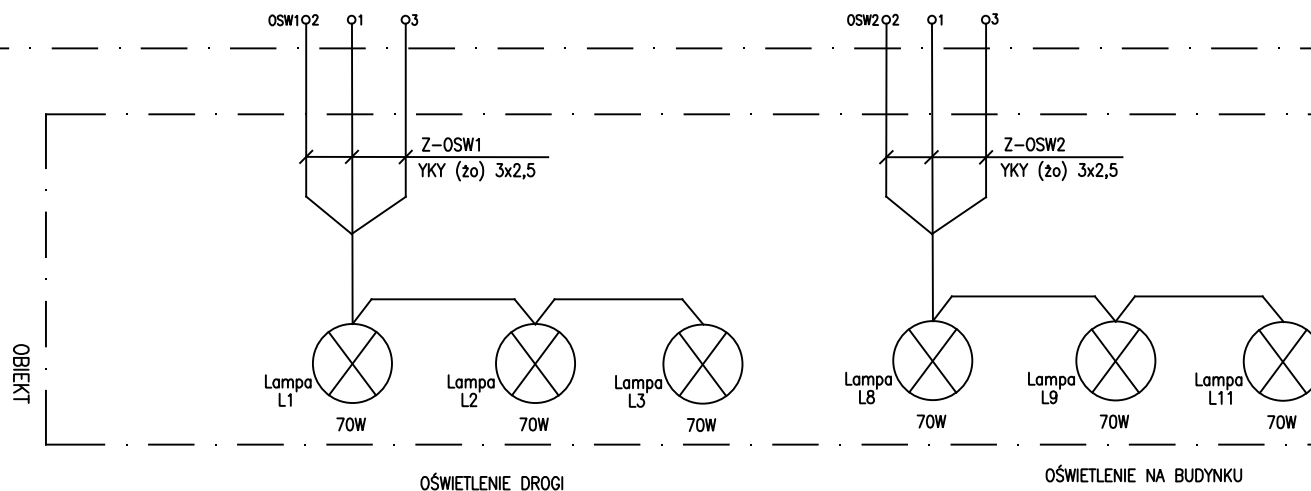 OSW1 2 1 3
OSW2 2 1 3
Z-OSW1
YKY (żo) 3x2,5
Z-OSW2
YKY (żo) 3x2,5
OBIEKT
Lampa
L1
70W
Lampa
L2
70W
Lampa
L3
70W
Lampa
L8
70W
Lampa
L9
70W
Lampa
L11
70W
OŚWIETLENIE DROGI
OŚWIETLENIE NA BUDYNKU